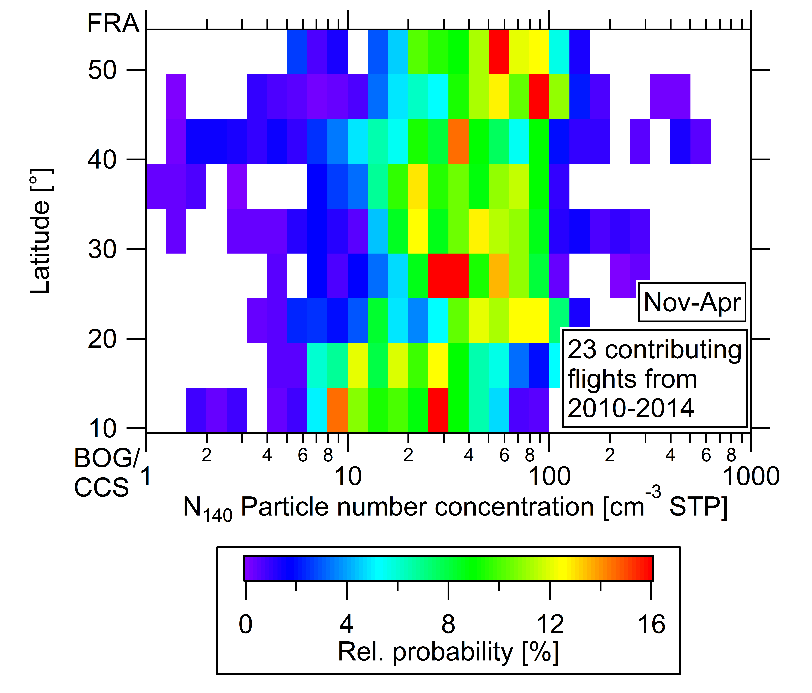 FRA
50
40
30
20
10
Latitude [°]
Nov-Apr
23 contributing
flights from
2010-2014
BOG/
CCS
2 4 6 8 2 4 6 8 2 4 6 8
1 10 100 1000
N140 Particle number concentration [cm-3 STP]
0 4 8 12 16
Rel. probability [%]